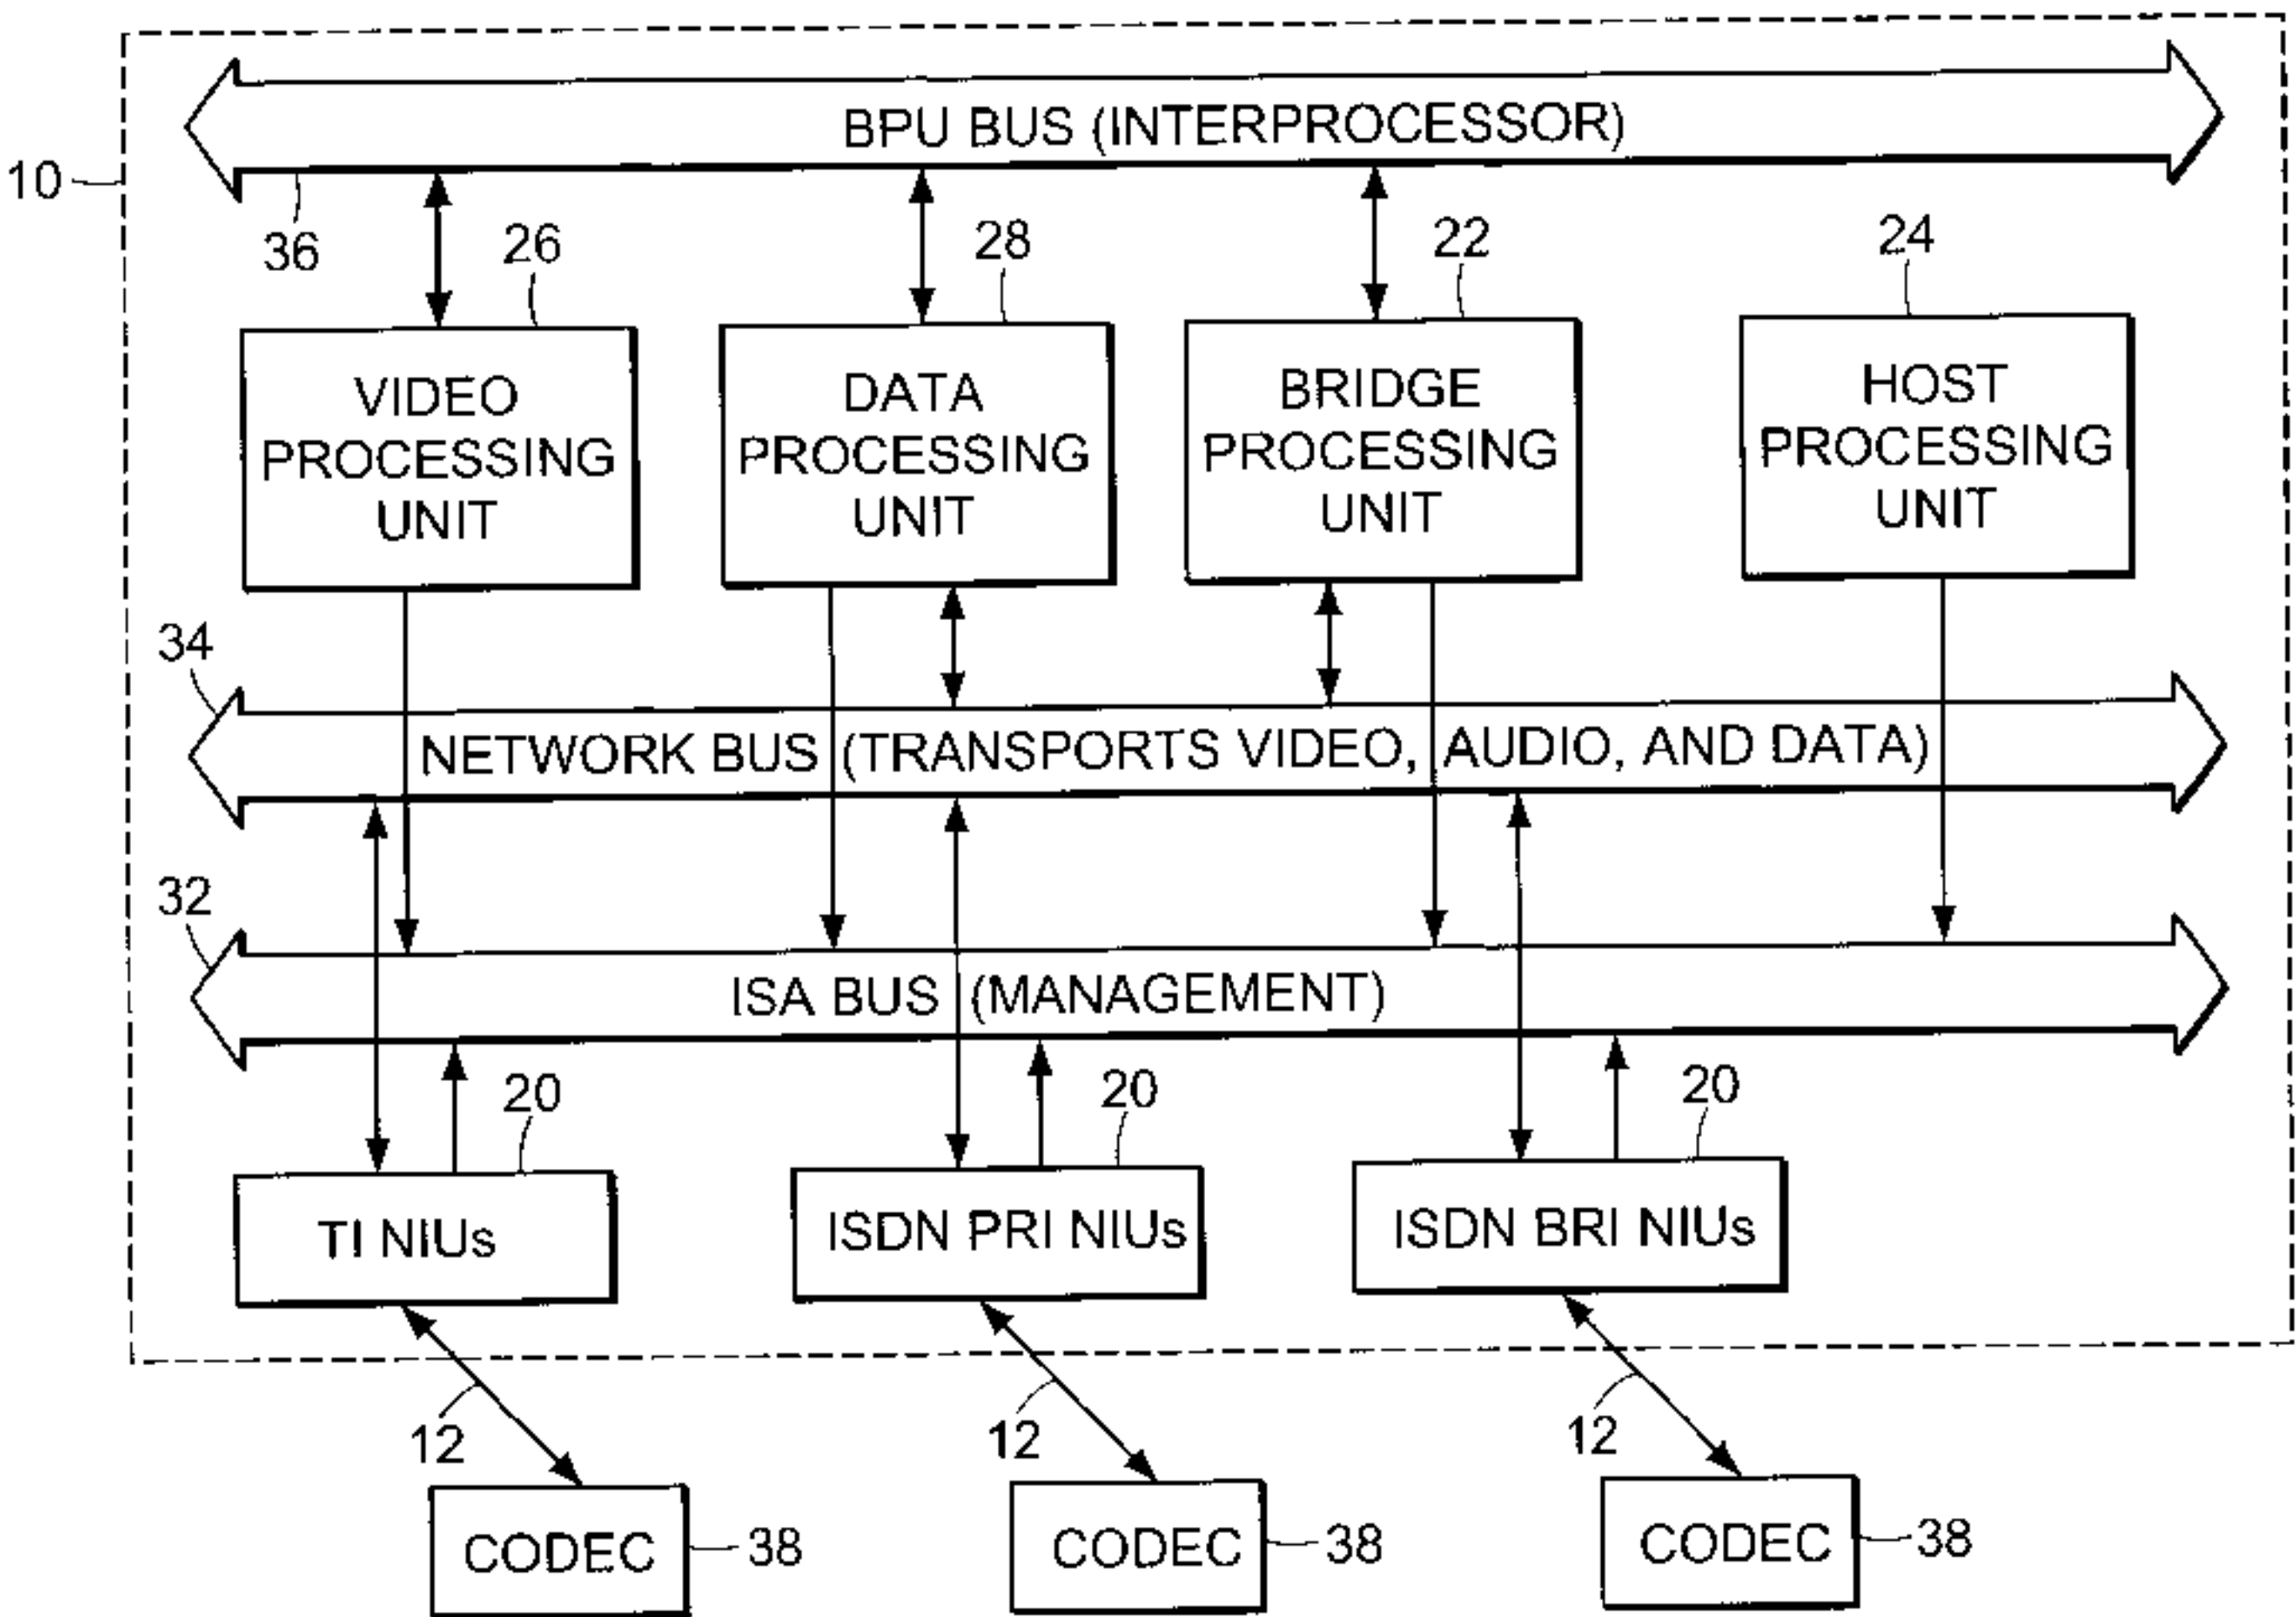 BPU BUS (INTERPROCESSOR)
10
36
26
28
22
24
VIDEO
PROCESSING
UNIT
DATA
PROCESSING
UNIT
BRIDGE
PROCESSING
UNIT
HOST
PROCESSING
UNIT
34
NETWORK BUS (TRANSPORTS VIDEO, AUDIO, AND DATA)
32
ISA BUS (MANAGEMENT)
20
20
20
TI NIUs
ISDN PRI NIUs
ISDN BRI NIUs
12
12
12
CODEC
38
CODEC
38
CODEC
38